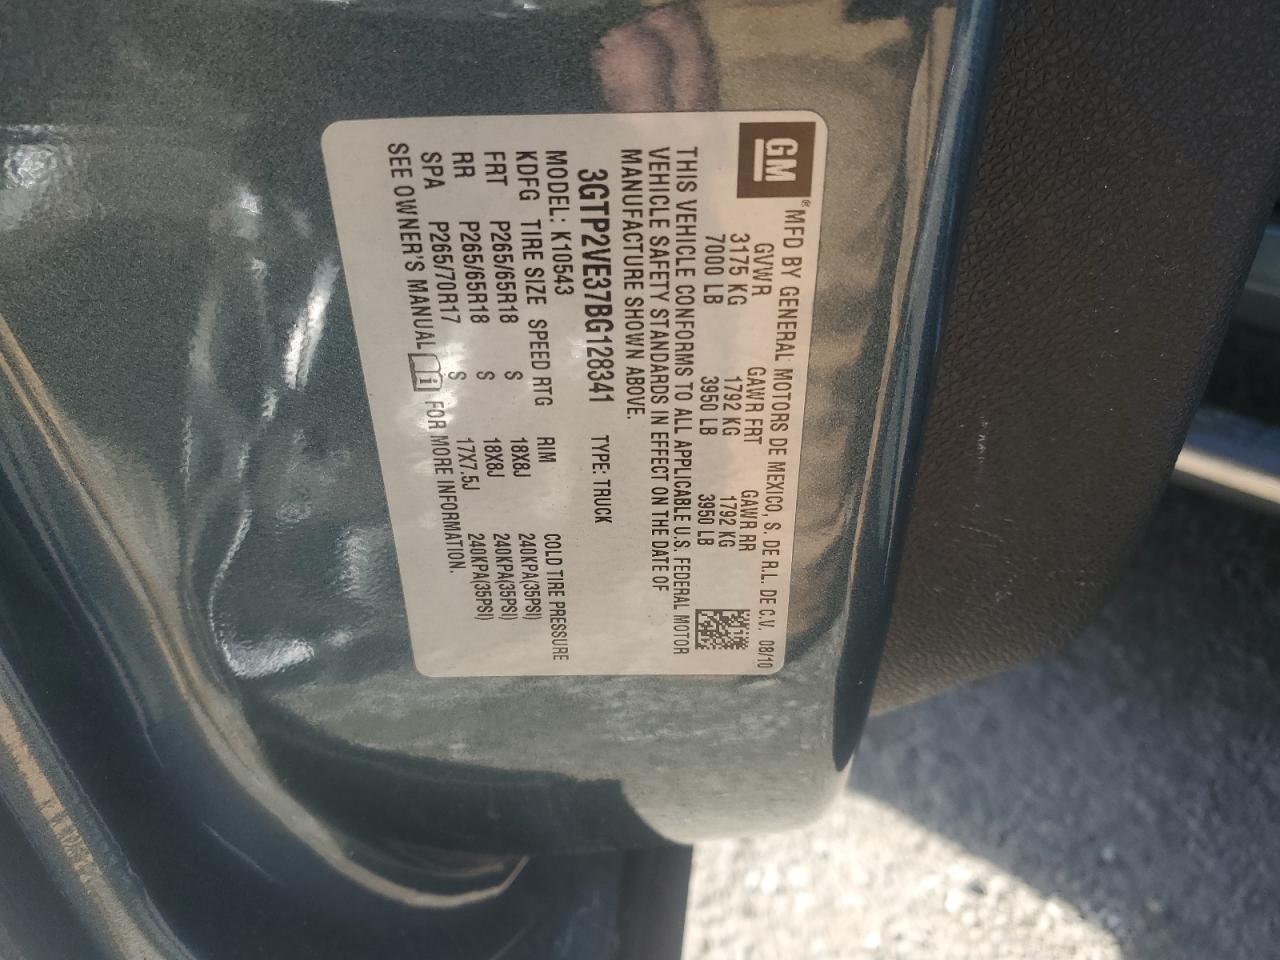 GM
® MFD BY GENERAL MOTORS DE MEXICO, S. DE R.L. DE C.V. 08/10
GVWR GAWR FRT GAWR RR
3175 KG 1792 KG 1792 KG
7000 LB 3950 LB 3950 LB
THIS VEHICLE CONFORMS TO ALL APPLICABLE U.S. FEDERAL MOTOR
VEHICLE SAFETY STANDARDS IN EFFECT ON THE DATE OF
MANUFACTURE SHOWN ABOVE.
3GTP2VE37BG128341 TYPE: TRUCK
MODEL: K10543
KDFG TIRE SIZE SPEED RTG RIM COLD TIRE PRESSURE
FRT P265/65R18 S 18X8J 240KPA(35PSI)
RR P265/65R18 S 18X8J 240KPA(35PSI)
SPA P265/70R17 S 17X7.5J 240KPA(35PSI)
SEE OWNER'S MANUAL i FOR MORE INFORMATION.